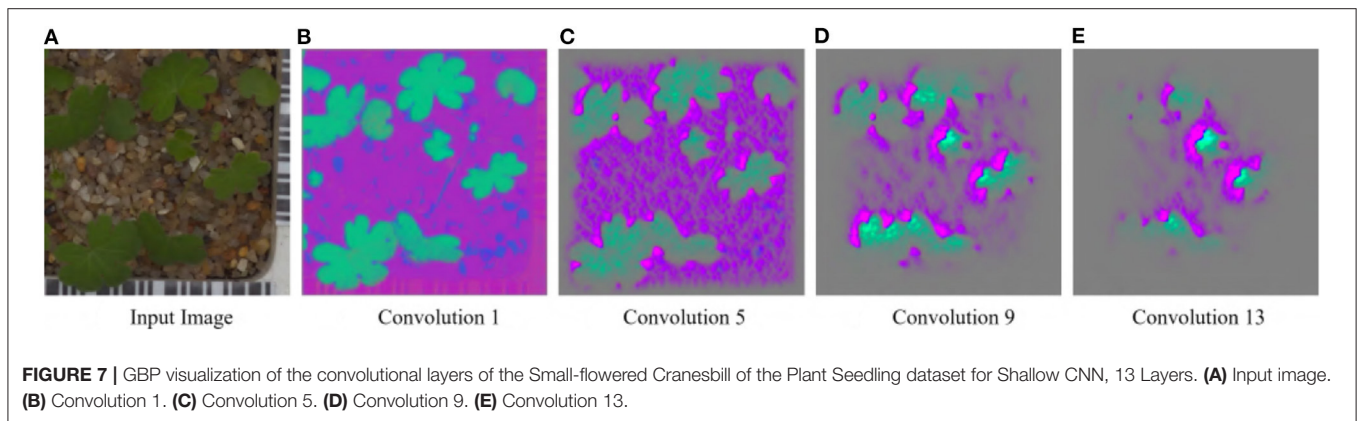 A B C D E
Input Image Convolution 1 Convolution 5 Convolution 9 Convolution 13
FIGURE 7 | GBP visualization of the convolutional layers of the Small-flowered Cranesbill of the Plant Seedling dataset for Shallow CNN, 13 Layers. (A) Input image.
(B) Convolution 1. (C) Convolution 5. (D) Convolution 9. (E) Convolution 13.